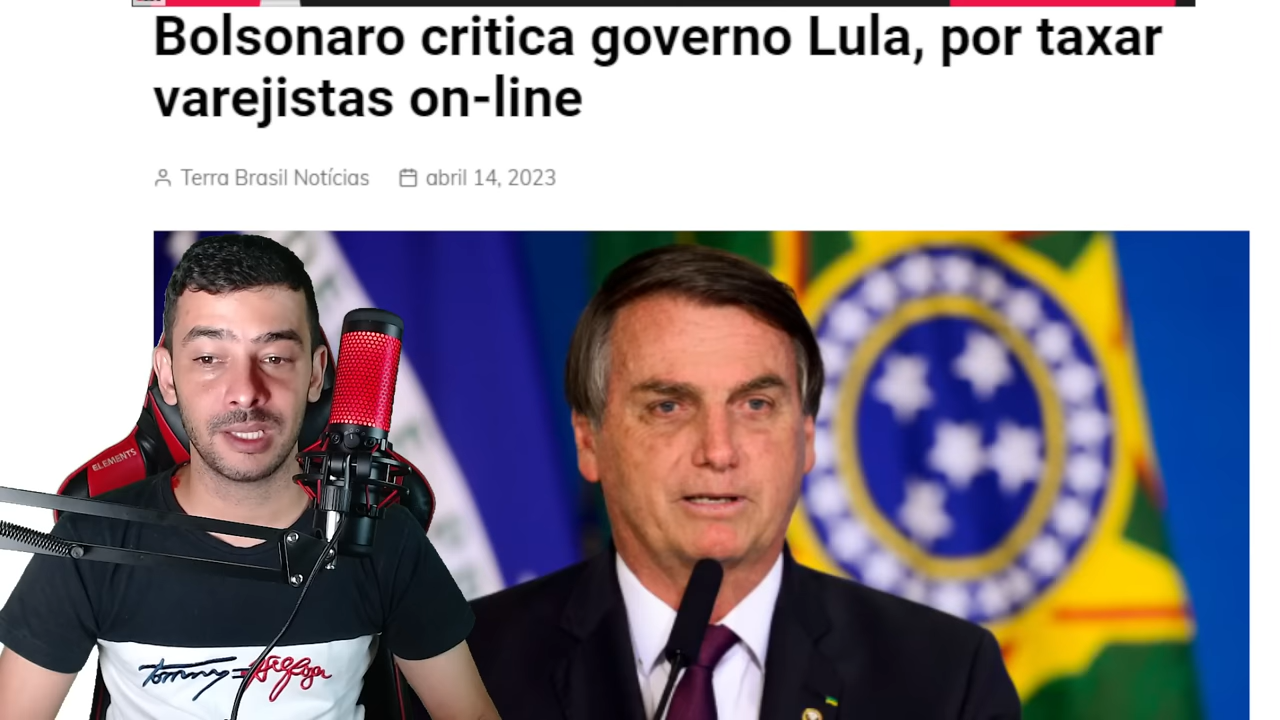 Bolsonaro critica governo Lula, por taxar
varejistas on-line
Terra Brasil Notícias abril 14, 2023
ELEMENTS
tommy Hilfiger